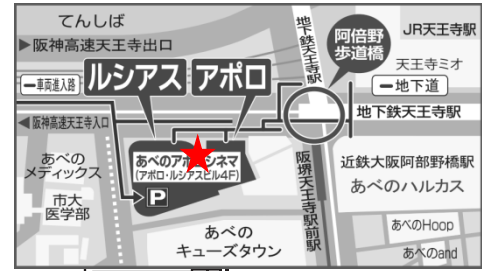 てんしば
▶阪神高速天王寺出口
車両進入路
ルシアス アポロ
地下鉄天王寺駅
阿倍野
歩道橋
JR天王寺駅
天王寺ミオ
地下道
地下鉄天王寺駅
◀阪神高速天王寺入口
あべの
メディックス
市大
医学部
あべのアポロシネマ
(アポロ・ルシアスビル4F)
P
阪堺天王寺駅前駅
近鉄大阪阿部野橋駅
あべのハルカス
あべの
キューズタウン
あべのHoop
あべのand